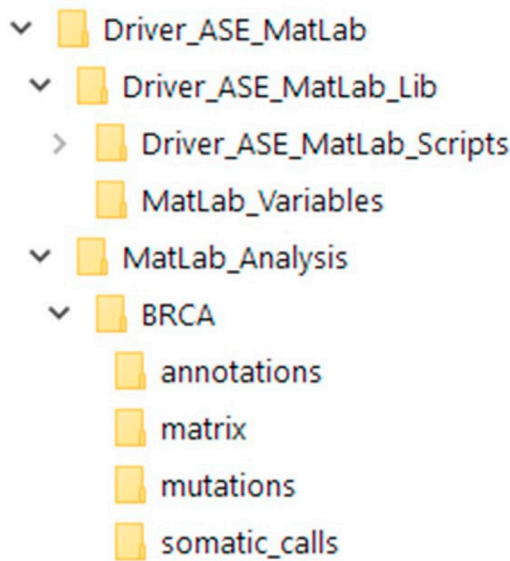 Driver_ASE_MatLab
Driver_ASE_MatLab_Lib
Driver_ASE_MatLab_Scripts
MatLab_Variables
MatLab_Analysis
BRCA
annotations
matrix
mutations
somatic_calls